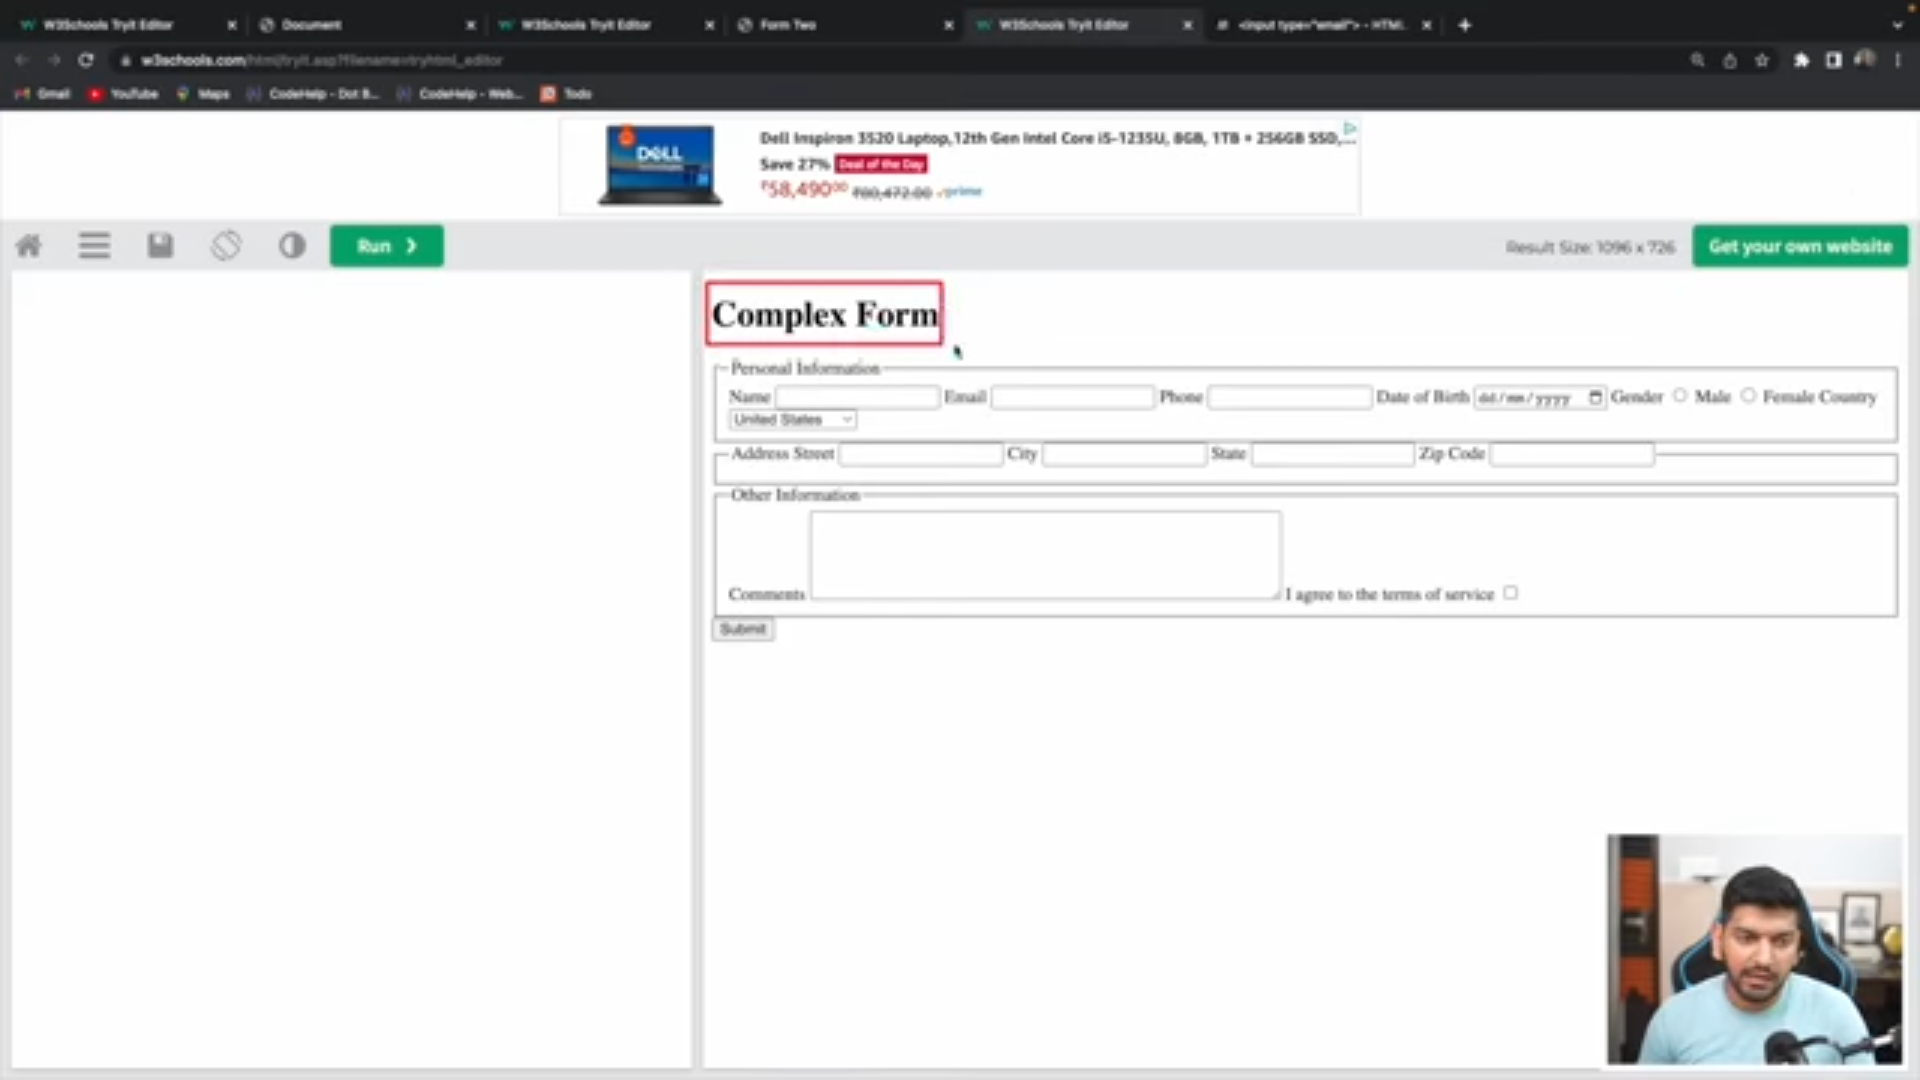 W3Schools Tryit Editor
Document
W3Schools Tryit Editor
Form Two
W3Schools Tryit Editor
<input type="email"> - HTML
w3schools.com/html/tryit.asp?filename=tryhtml_editor
Gmail
YouTube
Maps
CodeHelp - Dot B...
CodeHelp - Web...
Todo
DELL
Dell Inspiron 3520 Laptop,12th Gen Intel Core i5-1235U, 8GB, 1TB + 256GB SSD,...
Save 27% Deal of the Day
₹58,490.00 ₹80,472.00 prime
Run ❯
Result Size: 1096 x 726
Get your own website
Complex Form
Personal Information
Name Email Phone Date of Birth dd/mm/yyyy Gender Male Female Country
United States
Address Street City State Zip Code
Other Information
Comments I agree to the terms of service
Submit